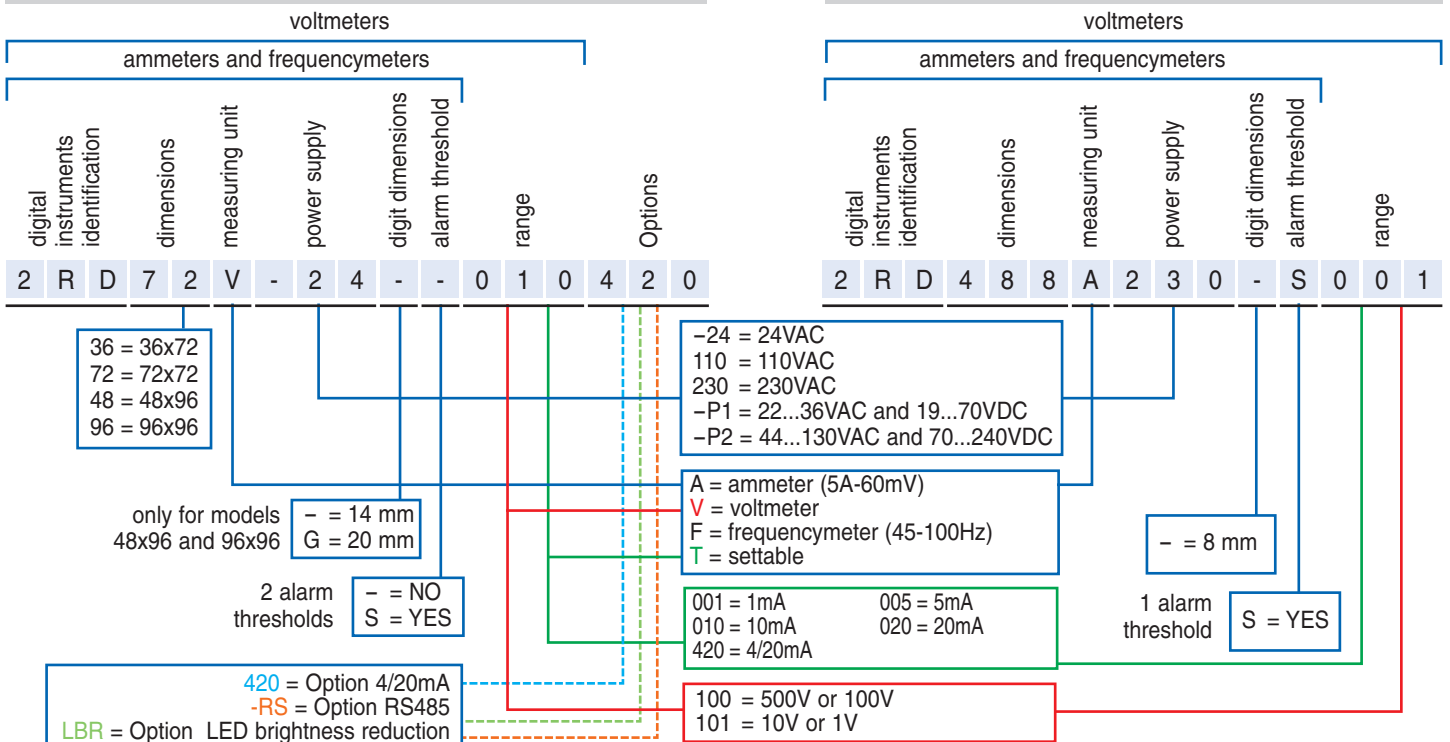 voltmeters
voltmeters
ammeters and frequencymeters
ammeters and frequencymeters
digital
instruments
identification
dimensions
measuring unit
power supply
digit dimensions
alarm threshold
range
Options
digital
instruments
identification
dimensions
measuring unit
power supply
digit dimensions
alarm threshold
range
2 R D 7 2 V - 2 4 - - 0 1 0 4 2 0
2 R D 4 8 8 A 2 3 0 - S 0 0 1
36 = 36x72
72 = 72x72
48 = 48x96
96 = 96x96
–24 = 24VAC
110 = 110VAC
230 = 230VAC
–P1 = 22...36VAC and 19...70VDC
–P2 = 44...130VAC and 70...240VDC
A = ammeter (5A-60mV)
V = voltmeter
F = frequencymeter (45-100Hz)
T = settable
only for models
48x96 and 96x96
– = 14 mm
G = 20 mm
– = 8 mm
2 alarm
thresholds
– = NO
S = YES
001 = 1mA 005 = 5mA
010 = 10mA 020 = 20mA
420 = 4/20mA
1 alarm
threshold
S = YES
420 = Option 4/20mA
-RS = Option RS485
LBR = Option LED brightness reduction
100 = 500V or 100V
101 = 10V or 1V